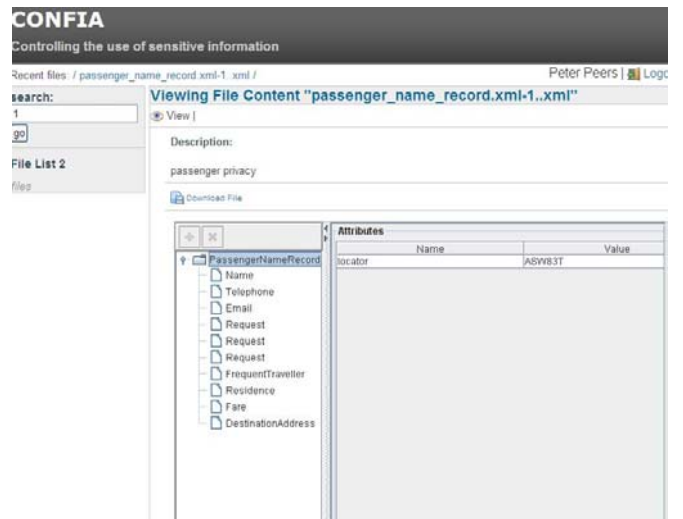 CONFIA
Controlling the use of sensitive information
Recent files: / passenger_name_record.xml-1..xml /
Peter Peers | Logo
search:
1
go
File List 2
files
Viewing File Content "passenger_name_record.xml-1..xml"
View |
Description:
passenger privacy
Download File
PassengerNameRecord
Name
Telephone
Email
Request
Request
Request
FrequentTraveller
Residence
Fare
DestinationAddress
Attributes
Name Value
locator A8W83T